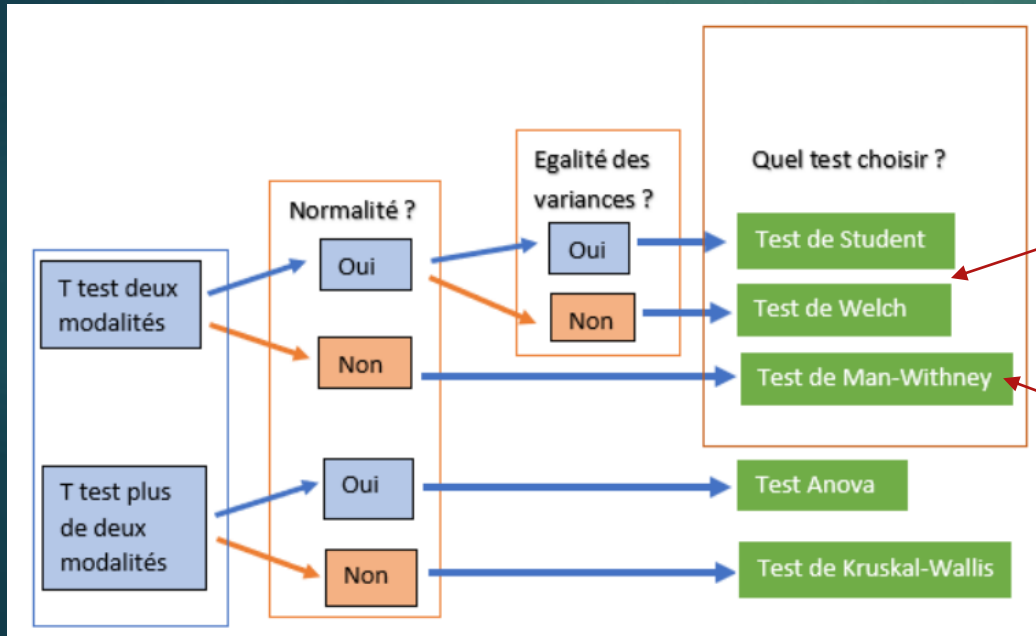 Egalité des
variances ?
Quel test choisir ?
Normalité ?
T test deux
modalités
Oui
Oui
Test de Student
Non
Test de Welch
Non
Test de Man-Withney
T test plus
de deux
modalités
Oui
Test Anova
Non
Test de Kruskal-Wallis